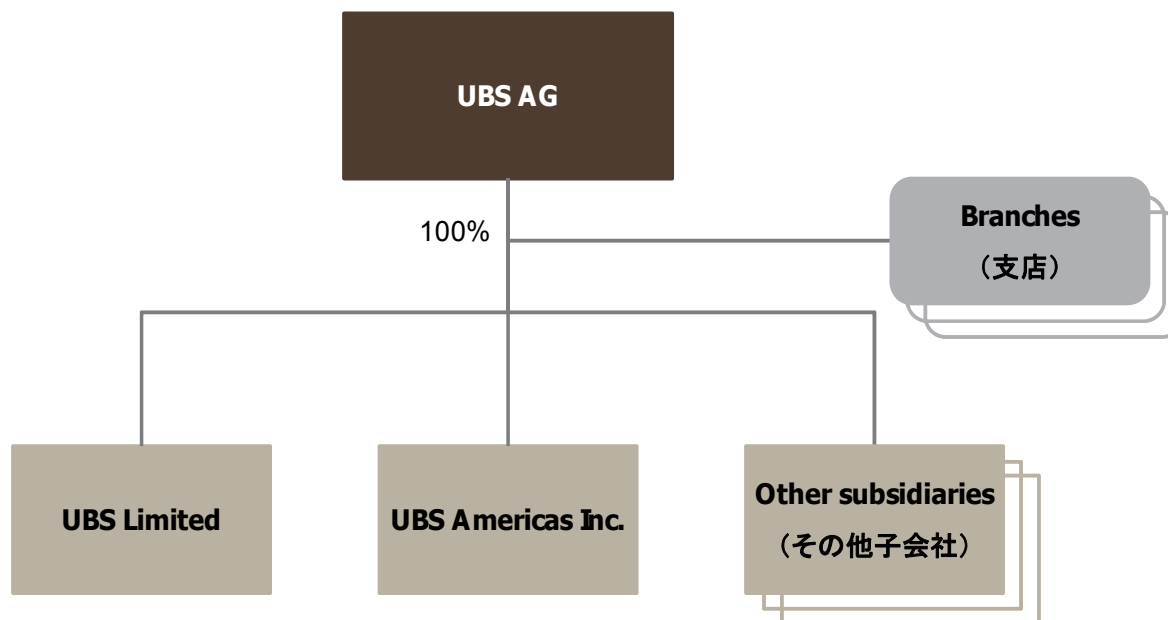 UBS AG
100%
Branches
（支店）
UBS Limited
UBS Americas Inc.
Other subsidiaries
（その他子会社）